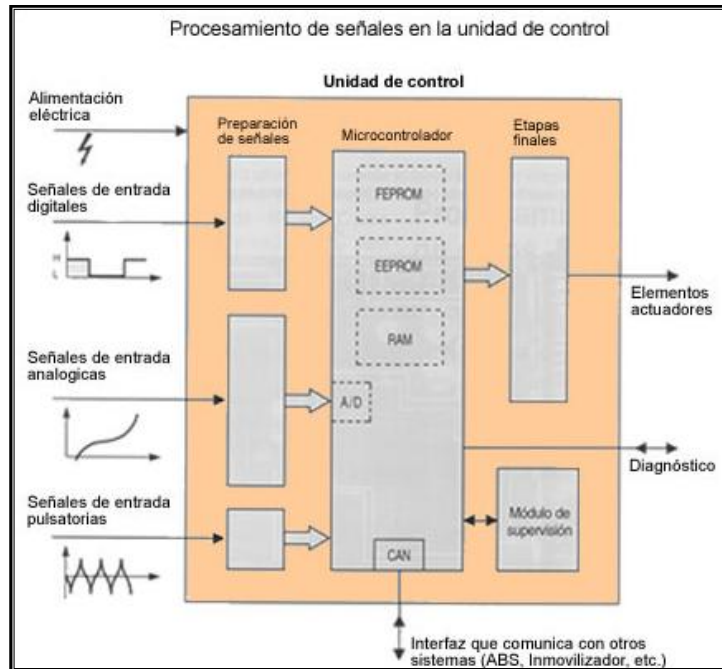 Procesamiento de señales en la unidad de control
Unidad de control
Alimentación
eléctrica
Preparación
de señales
Microcontrolador
Etapas
finales
Señales de entrada
digitales
H
L
FEPROM
EEPROM
RAM
Elementos
actuadores
Señales de entrada
analogicas
A/D
Diagnóstico
Señales de entrada
pulsatorias
Módulo de
supervisión
CAN
Interfaz que comunica con otros
sistemas (ABS, Inmovilizador, etc.)